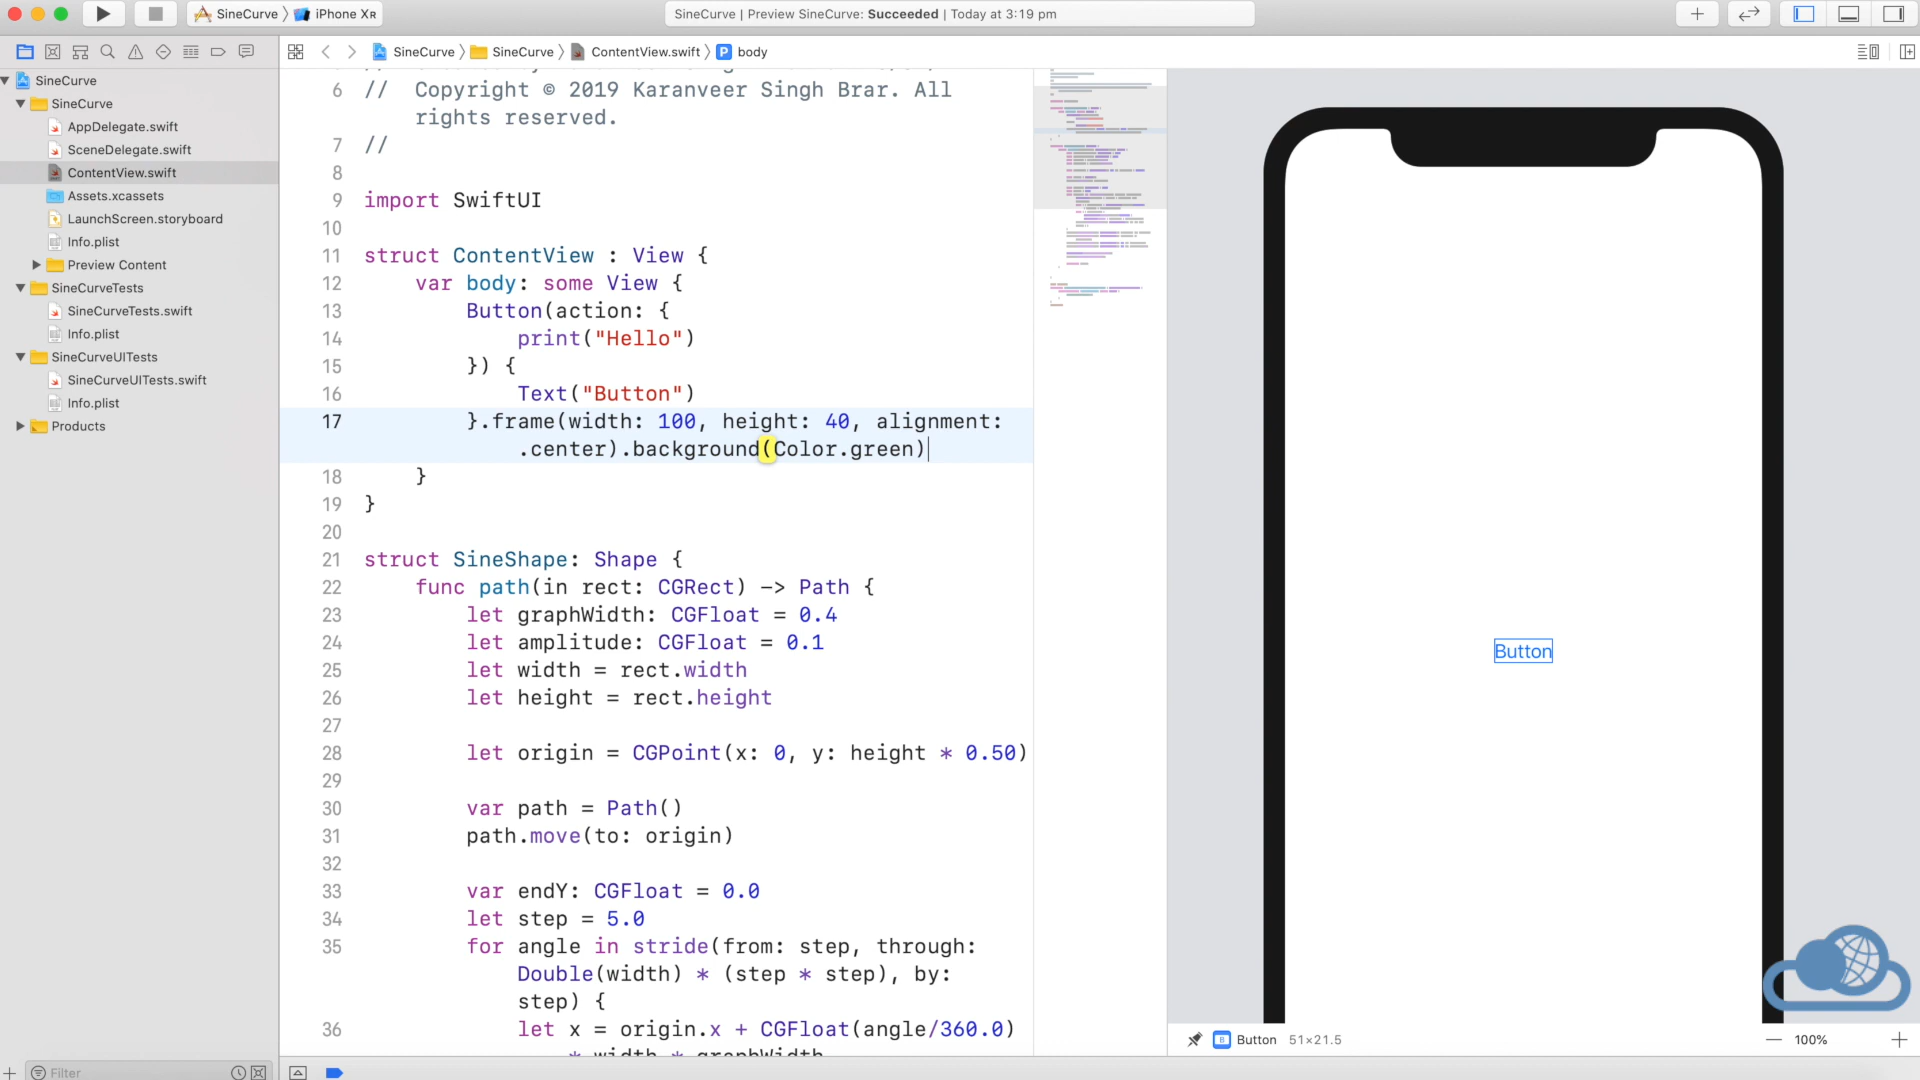 SineCurve 〉 iPhone Xʀ
SineCurve | Preview SineCurve: Succeeded | Today at 3:19 pm
SineCurve 〉 SineCurve 〉 ContentView.swift 〉 P body
SineCurve
SineCurve
AppDelegate.swift
SceneDelegate.swift
ContentView.swift
Assets.xcassets
LaunchScreen.storyboard
Info.plist
Preview Content
SineCurveTests
SineCurveTests.swift
Info.plist
SineCurveUITests
SineCurveUITests.swift
Info.plist
Products
Filter
6 //  Copyright © 2019 Karanveer Singh Brar. All
rights reserved.
7 //
8
9 import SwiftUI
10
11 struct ContentView : View {
12     var body: some View {
13         Button(action: {
14             print("Hello")
15         }) {
16             Text("Button")
17         }.frame(width: 100, height: 40, alignment:
.center).background(Color.green)
18     }
19 }
20
21 struct SineShape: Shape {
22     func path(in rect: CGRect) -> Path {
23         let graphWidth: CGFloat = 0.4
24         let amplitude: CGFloat = 0.1
25         let width = rect.width
26         let height = rect.height
27
28         let origin = CGPoint(x: 0, y: height * 0.50)
29
30         var path = Path()
31         path.move(to: origin)
32
33         var endY: CGFloat = 0.0
34         let step = 5.0
35         for angle in stride(from: step, through:
Double(width) * (step * step), by:
step) {
36             let x = origin.x + CGFloat(angle/360.0)
* width * graphWidth
Button
B Button 51×21.5
100%